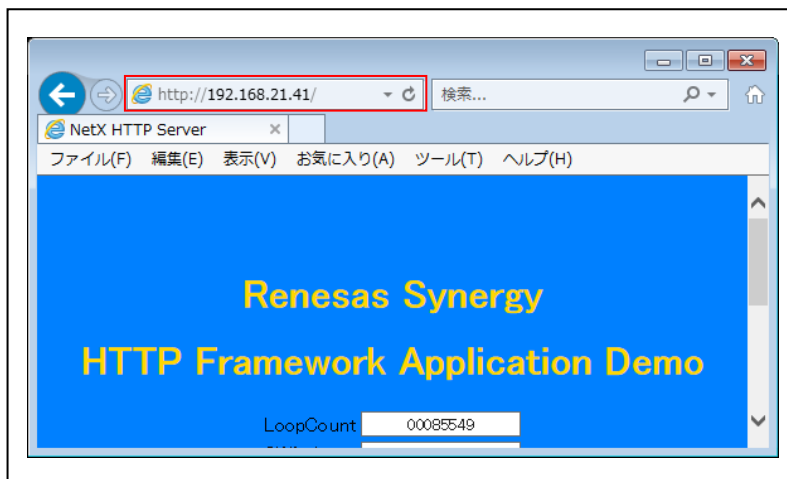 http://192.168.21.41/
検索...
NetX HTTP Server
ファイル(F) 編集(E) 表示(V) お気に入り(A) ツール(T) ヘルプ(H)
Renesas Synergy
HTTP Framework Application Demo
LoopCount 00085549